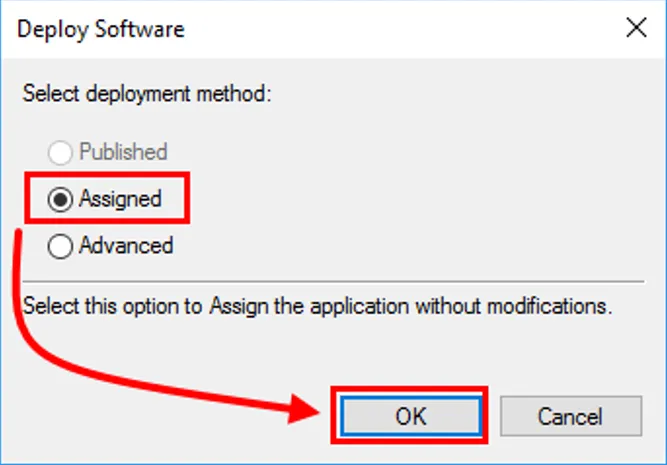 Deploy Software
Select deployment method:
Published
Assigned
Advanced
Select this option to Assign the application without modifications.
OK
Cancel